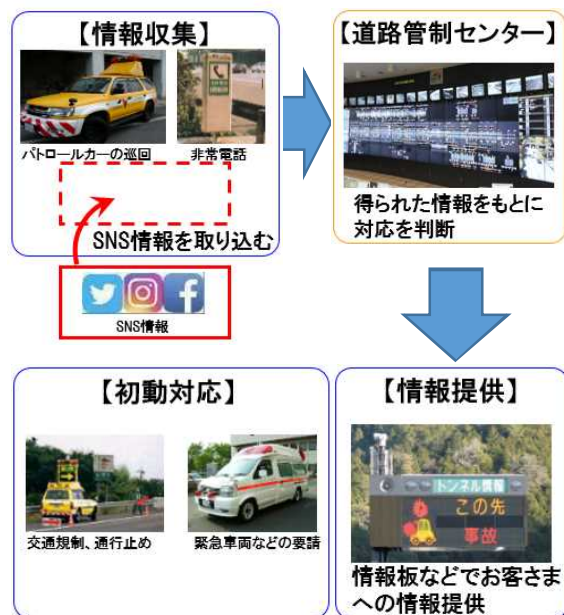 【情報収集】
パトロールカーの巡回
非常電話
SNS情報を取り込む
SNS情報
【道路管制センター】
得られた情報をもとに
対応を判断
【初動対応】
交通規制、通行止め
緊急車両などの要請
【情報提供】
トンネル情報
この先
事故
情報板などでお客さま
への情報提供